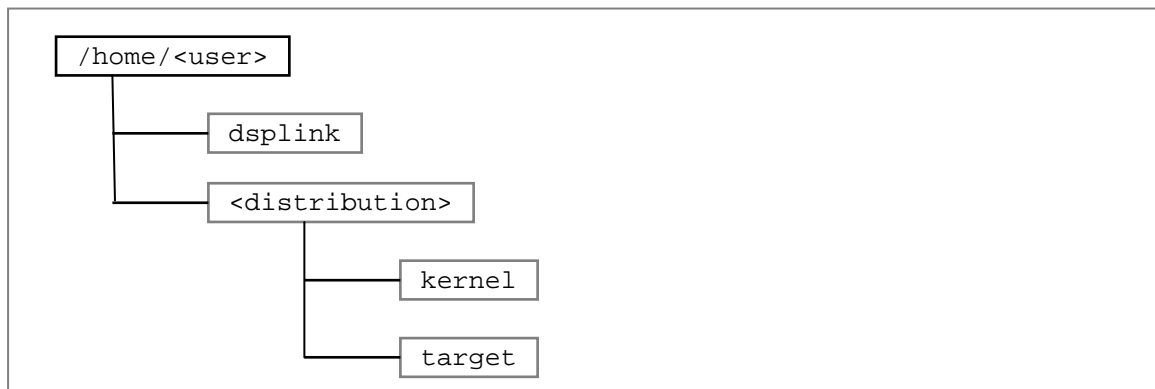 /home/<user>
dsplink
<distribution>
kernel
target